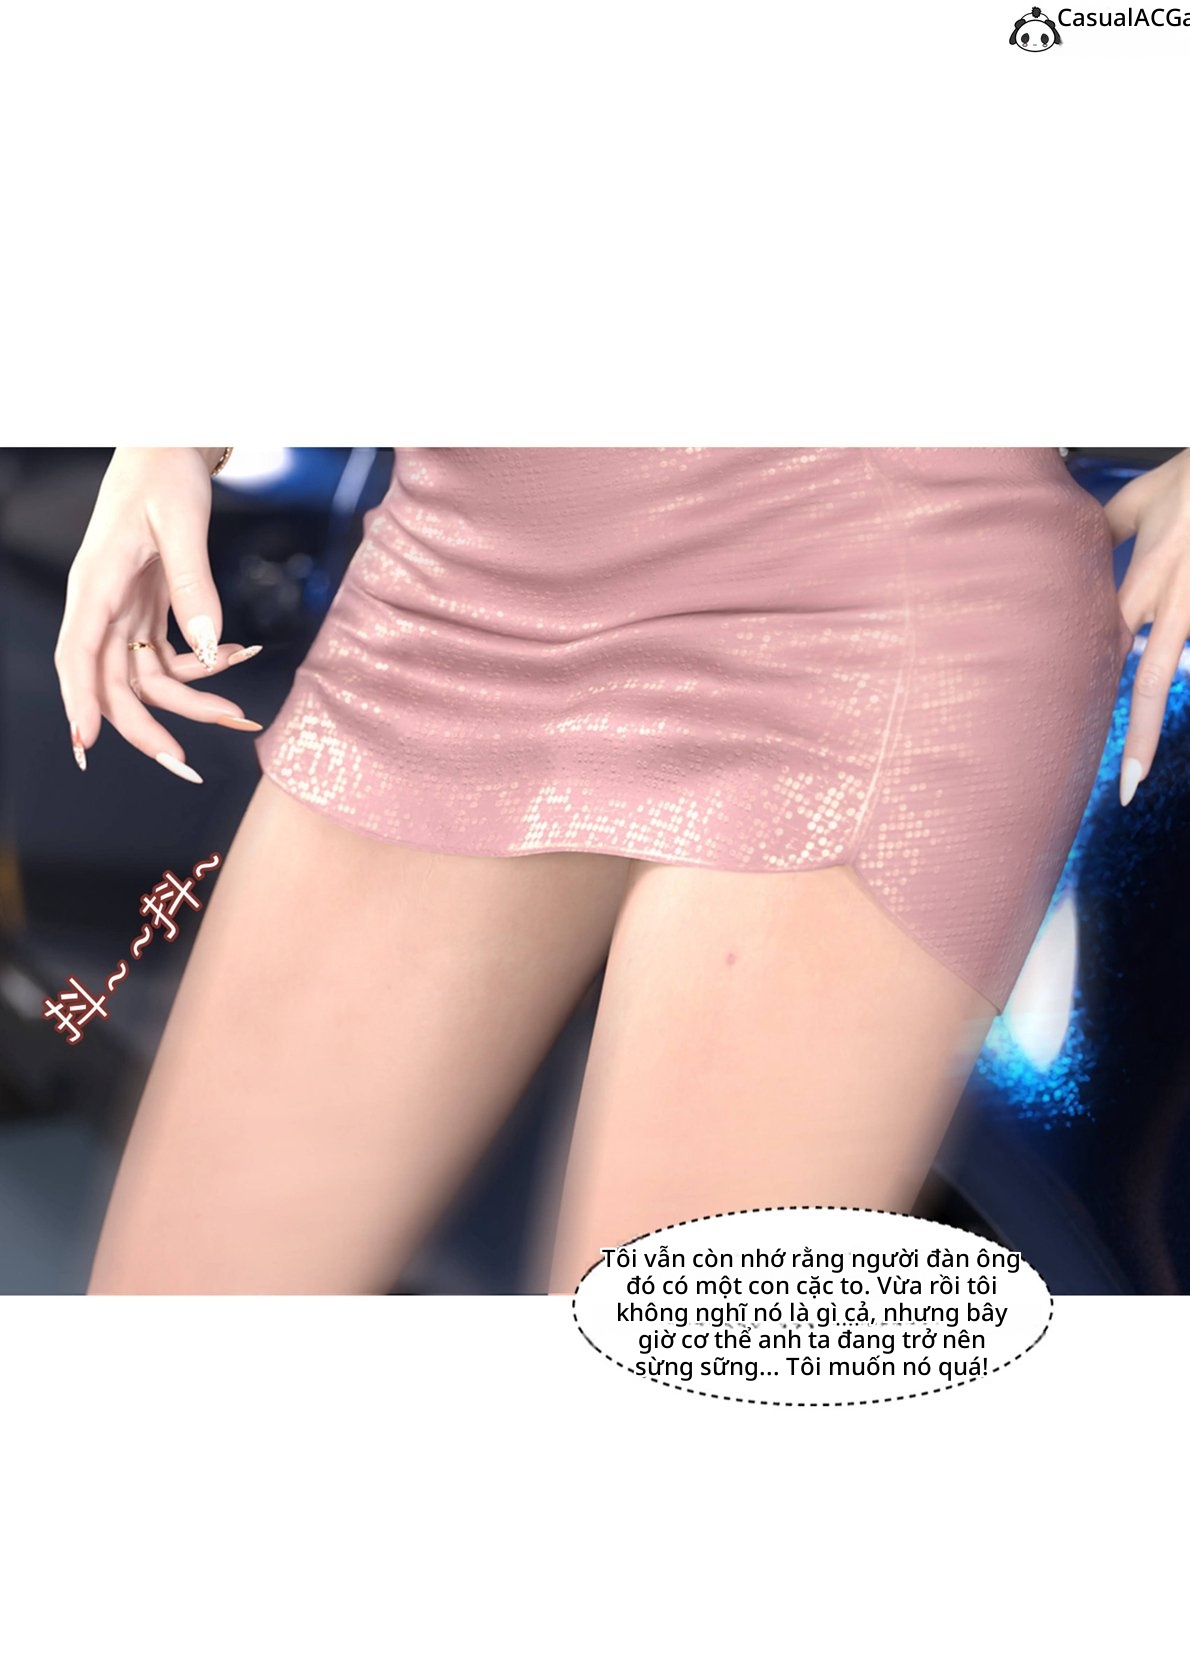 CasualACGa
抖~~抖~
Tôi vẫn còn nhớ rằng người đàn ông
đó có một con cặc to. Vừa rồi tôi
không nghĩ nó là gì cả, nhưng bây
giờ cơ thể anh ta đang trở nên
sừng sững... Tôi muốn nó quá!